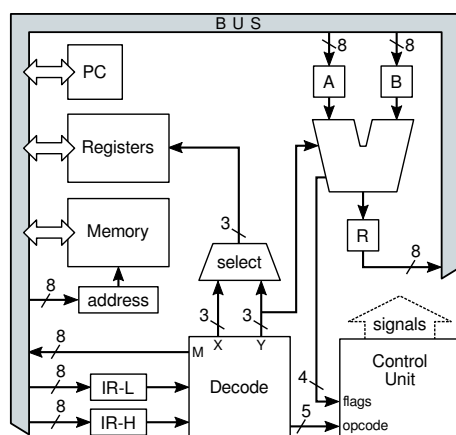 BUS
8
8
PC
A
B
Registers
Memory
R
3
8
8
address
select
signals
3
3
8
M
X
Y
Control
Unit
8
IR-L
Decode
4
flags
8
IR-H
5
opcode